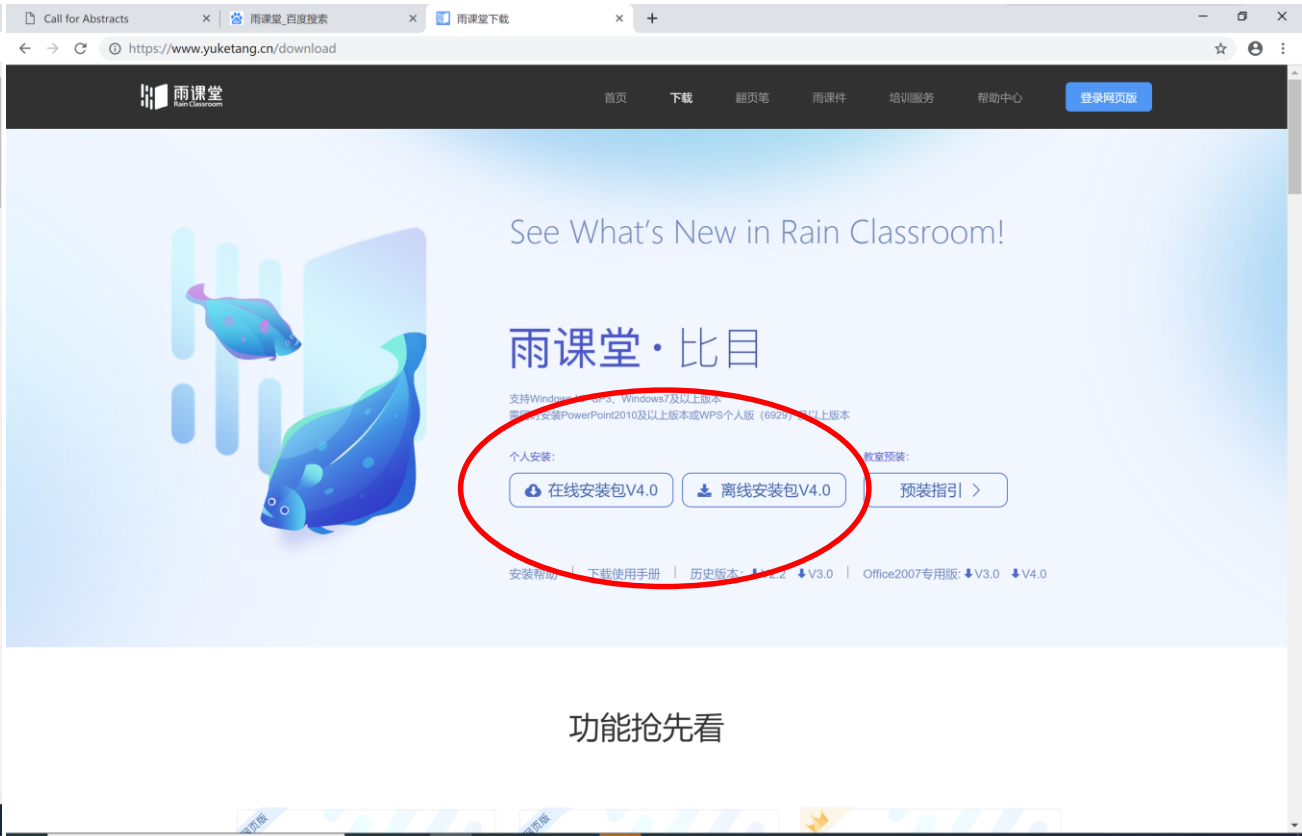 Call for Abstracts
雨课堂_百度搜索
雨课堂下载
https://www.yuketang.cn/download
雨课堂
Rain Classroom
首页 下载 翻页笔 雨课件 培训服务 帮助中心 登录网页版
See What's New in Rain Classroom!
雨课堂·比目
支持Windows XP SP3、Windows7及以上版本
需同时安装PowerPoint2010及以上版本或WPS个人版（6929）及以上版本
个人安装: 教室预装:
在线安装包V4.0 离线安装包V4.0 预装指引 >
安装帮助 | 下载使用手册 | 历史版本: V2.2 V3.0 | Office2007专用版: V3.0 V4.0
功能抢先看